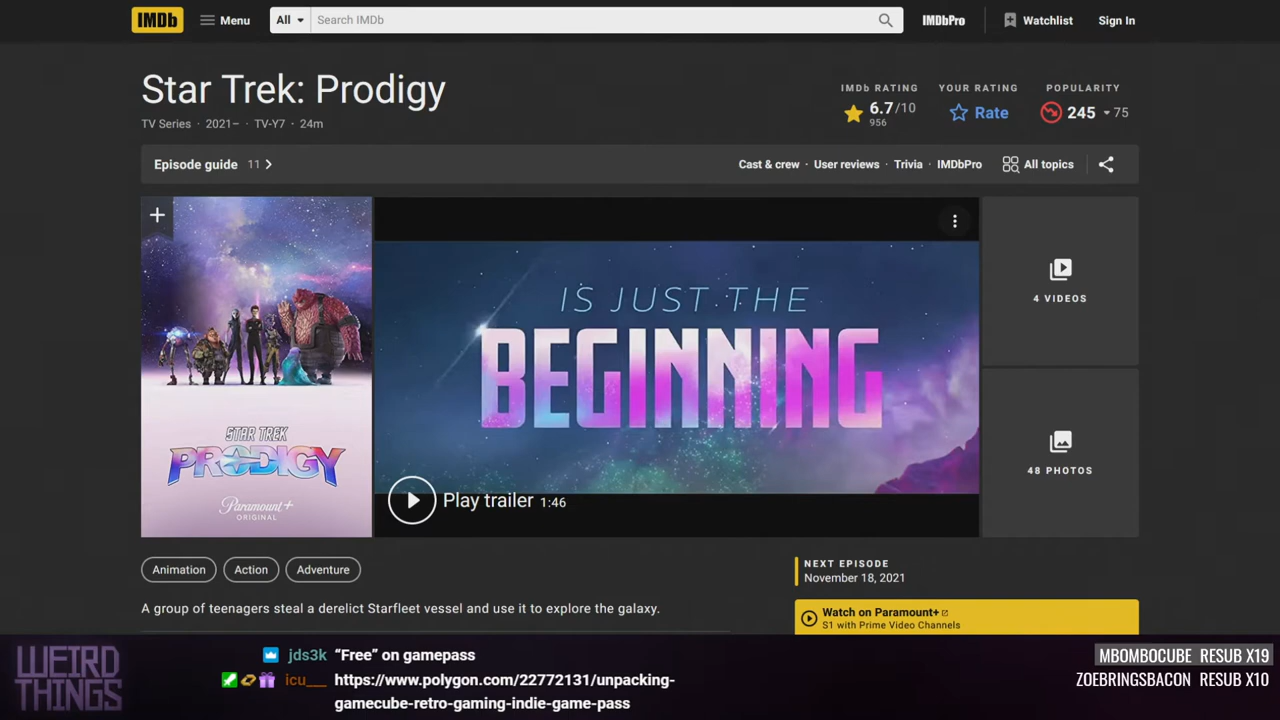 IMDb
Menu
All
Search IMDb
IMDbPro
Watchlist
Sign In
Star Trek: Prodigy
TV Series · 2021– · TV-Y7 · 24m
IMDb RATING
6.7/10
956
YOUR RATING
Rate
POPULARITY
245
75
Episode guide 11
Cast & crew · User reviews · Trivia · IMDbPro
All topics
IS JUST THE
BEGINNING
Play trailer 1:46
STAR TREK
PRODIGY
Paramount+
ORIGINAL
4 VIDEOS
48 PHOTOS
Animation
Action
Adventure
A group of teenagers steal a derelict Starfleet vessel and use it to explore the galaxy.
NEXT EPISODE
November 18, 2021
Watch on Paramount+
S1 with Prime Video Channels
WEIRD
THINGS
jds3k “Free” on gamepass
icu___ https://www.polygon.com/22772131/unpacking-
gamecube-retro-gaming-indie-game-pass
MBOMBOCUBE RESUB X19
ZOEBRINGSBACON RESUB X10